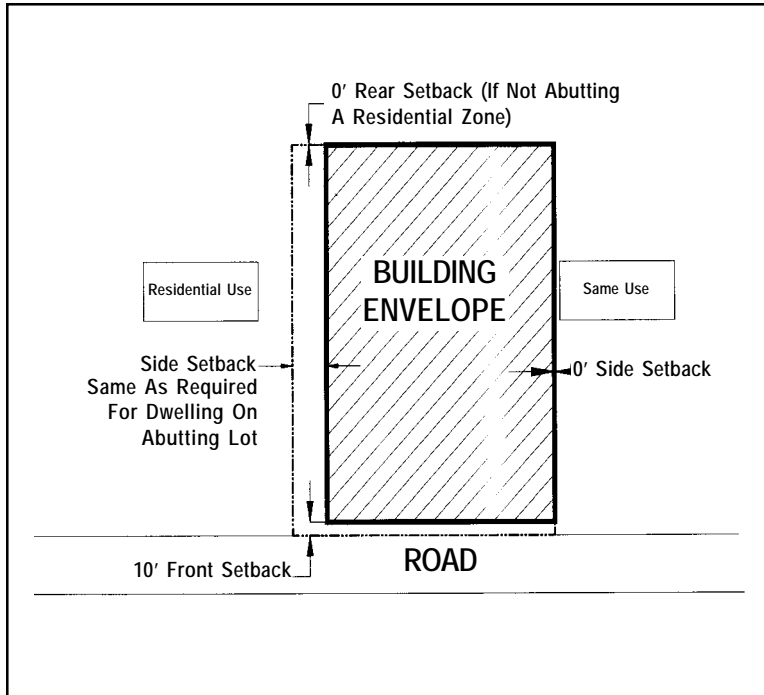 0' Rear Setback (If Not Abutting
A Residential Zone)
BUILDING
ENVELOPE
Residential Use
Same Use
Side Setback
Same As Required
For Dwelling On
Abutting Lot
0' Side Setback
10' Front Setback
ROAD